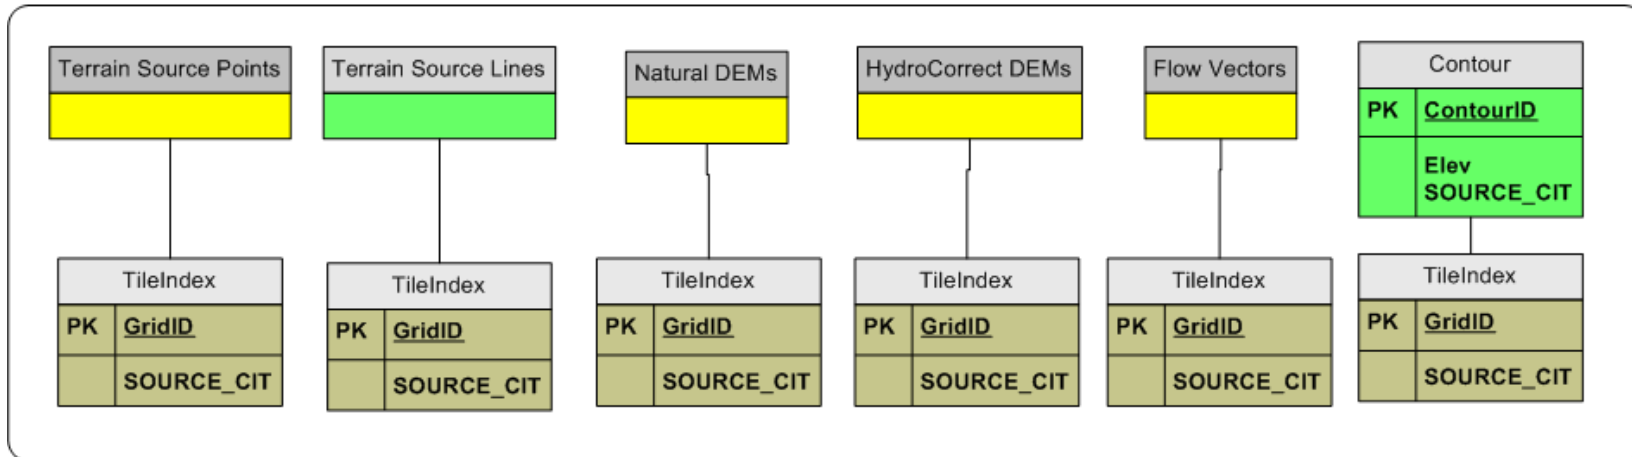 Terrain Source Points
Terrain Source Lines
Natural DEMs
HydroCorrect DEMs
Flow Vectors
Contour
PK ContourID
Elev
SOURCE_CIT
TileIndex
PK GridID
SOURCE_CIT
TileIndex
PK GridID
SOURCE_CIT
TileIndex
PK GridID
SOURCE_CIT
TileIndex
PK GridID
SOURCE_CIT
TileIndex
PK GridID
SOURCE_CIT
TileIndex
PK GridID
SOURCE_CIT